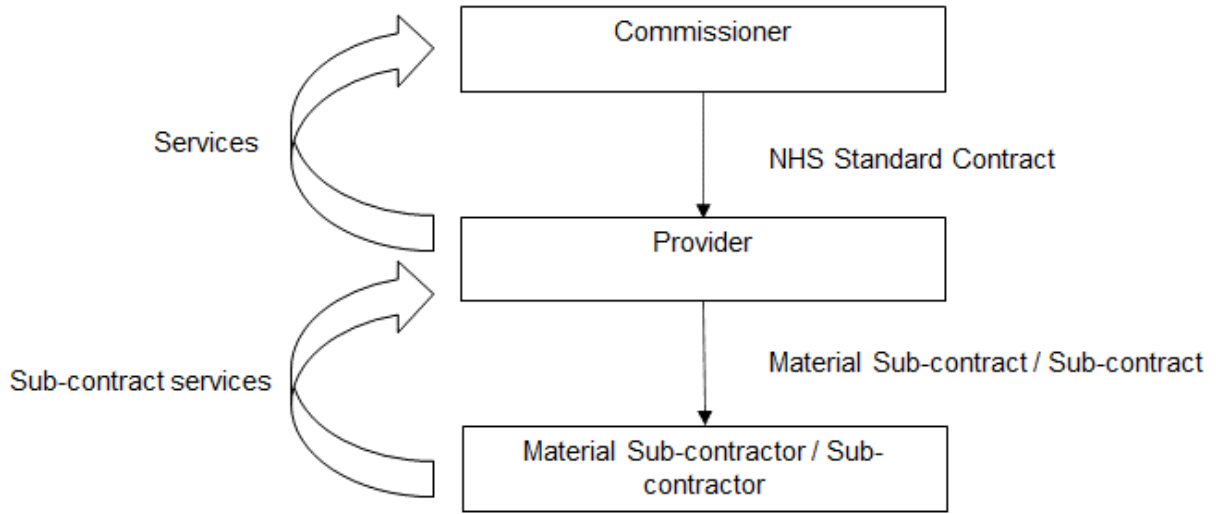 Commissioner
Services
NHS Standard Contract
Provider
Sub-contract services
Material Sub-contract / Sub-contract
Material Sub-contractor / Sub-
contractor